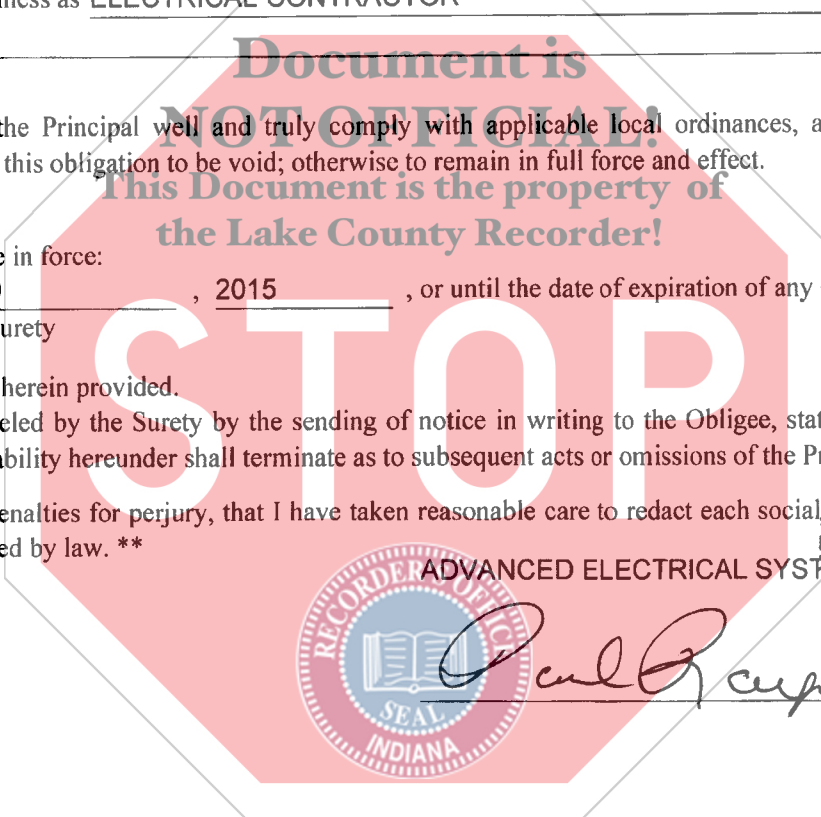 ness as ELECTRICAL CONTRACTOR
Document is
NOT OFFICIAL!
the Principal well and truly comply with applicable local ordinances, a
this obligation to be void; otherwise to remain in full force and effect.
This Document is the property of
the Lake County Recorder!
e in force:
, 2015 , or until the date of expiration of any
urety
STOP
herein provided.
eled by the Surety by the sending of notice in writing to the Obligee, stat
bility hereunder shall terminate as to subsequent acts or omissions of the Pr
enalties for perjury, that I have taken reasonable care to redact each social
ed by law. **
ADVANCED ELECTRICAL SYST
RECORDER'S OFFICE
SEAL
INDIANA
Paul